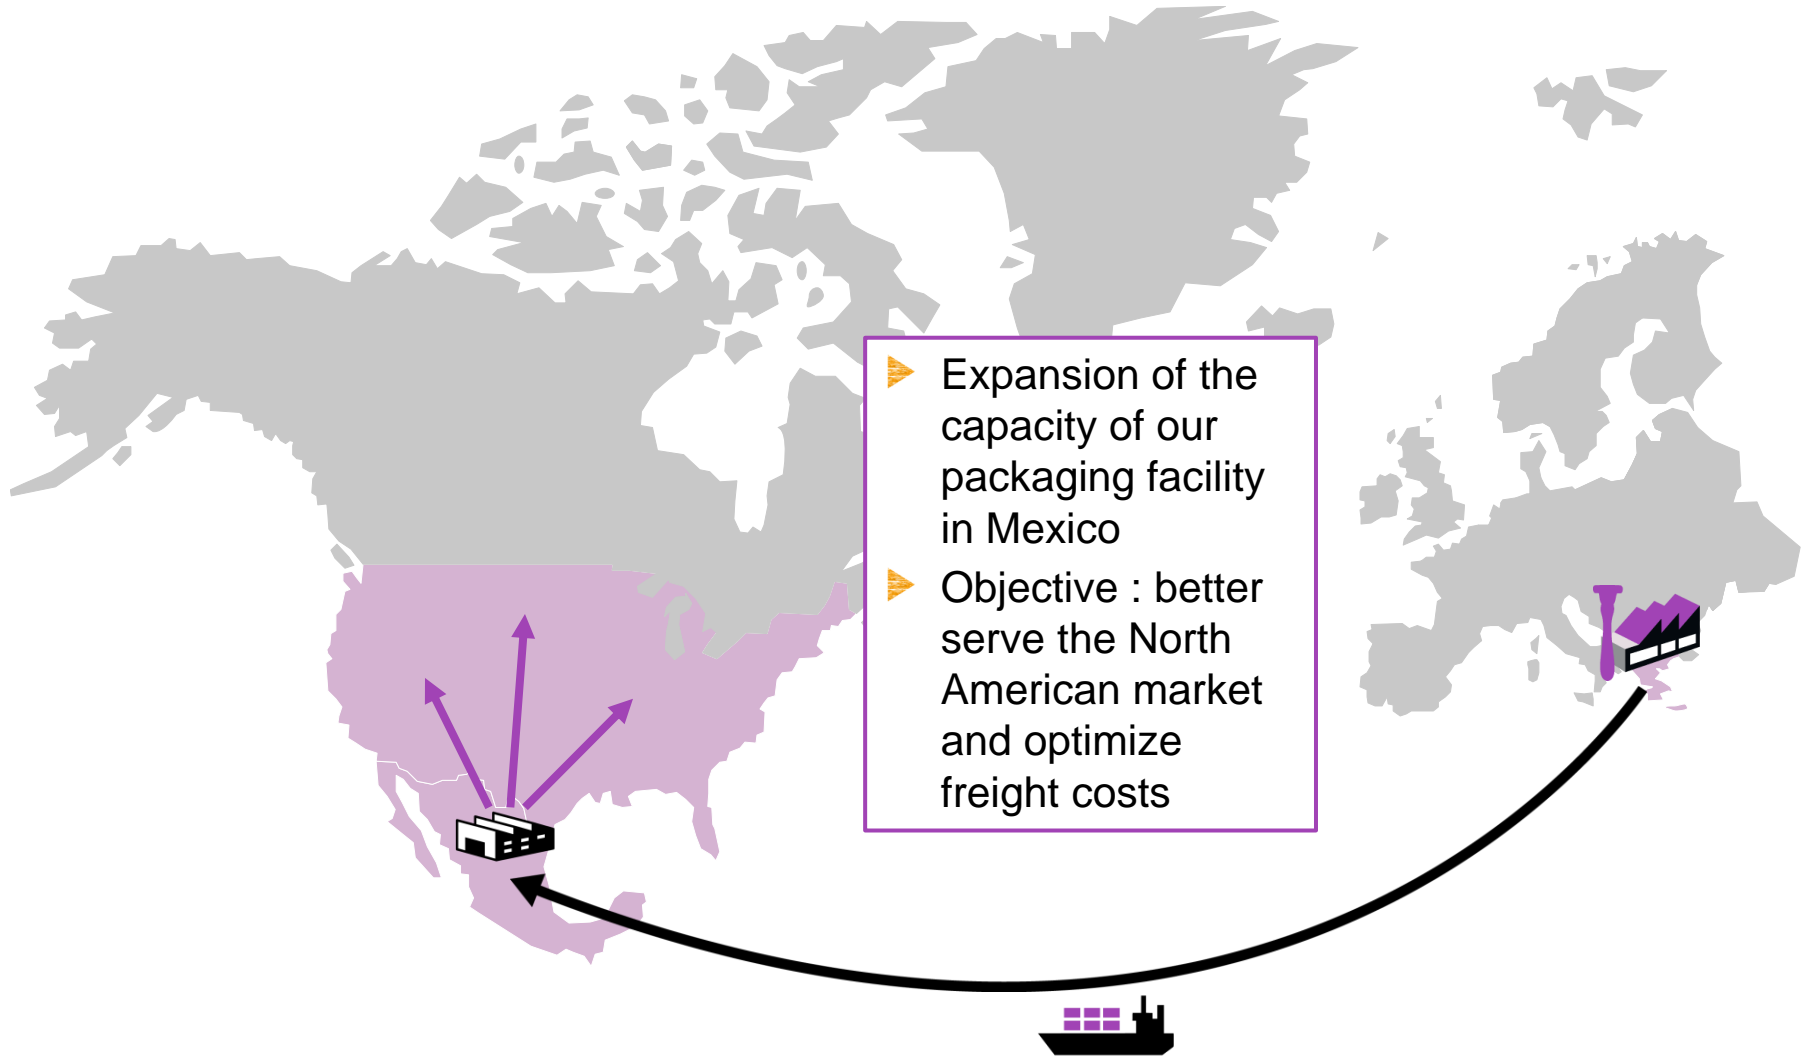 Expansion of the
capacity of our
packaging facility
in Mexico
Objective : better
serve the North
American market
and optimize
freight costs